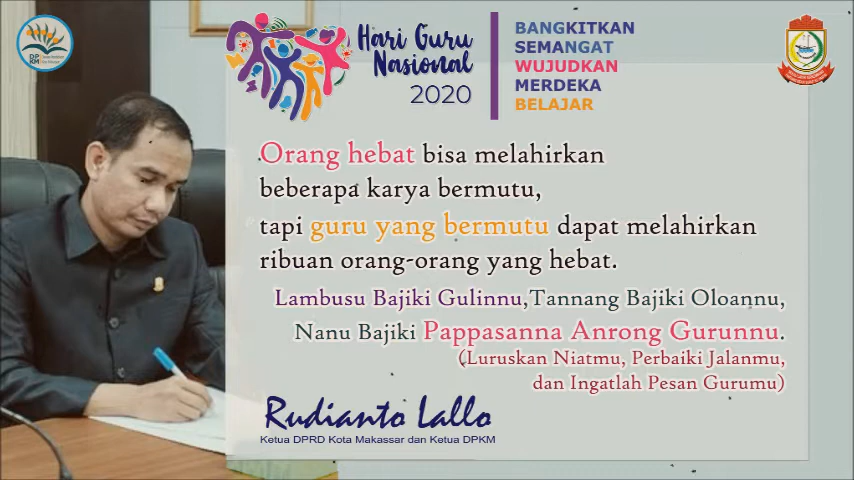 Hari Guru
Nasional
2020
BANGKITKAN
SEMANGAT
WUJUDKAN
MERDEKA
BELAJAR
DP
KM
Orang hebat bisa melahirkan
beberapa karya bermutu,
tapi guru yang bermutu dapat melahirkan
ribuan orang-orang yang hebat.
Lambusu Bajiki Gulinnu,Tannang Bajiki Oloannu,
Nanu Bajiki Pappasanna Anrong Gurunnu.
(Luruskan Niatmu, Perbaiki Jalanmu,
dan Ingatlah Pesan Gurumu)
Rudianto Lallo
Ketua DPRD Kota Makassar dan Ketua DPKM